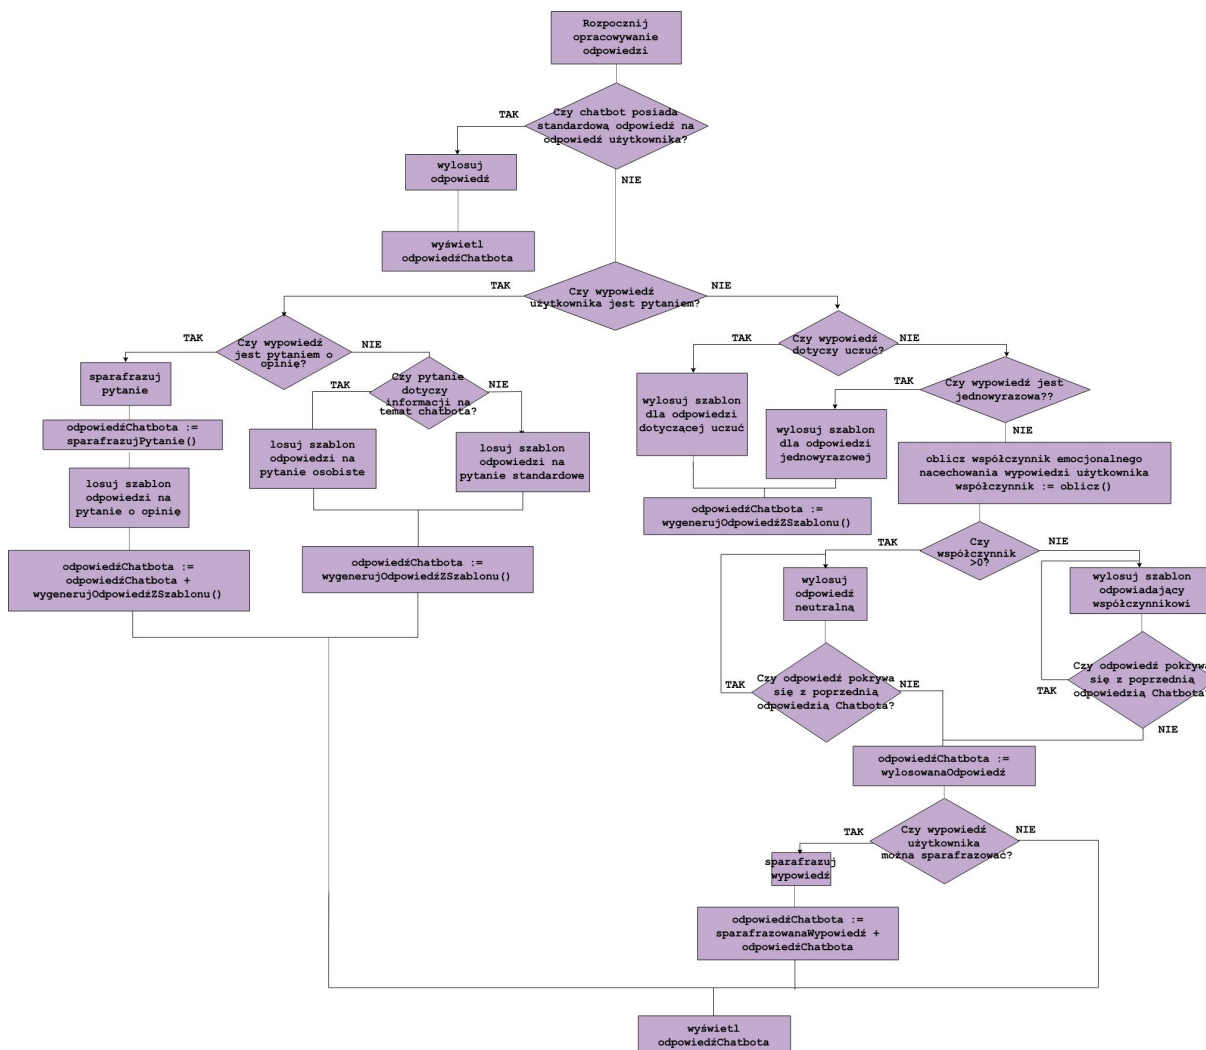 Rozpocznij
opracowywanie
odpowiedzi
Czy chatbot posiada
standardową odpowiedź na
odpowiedź użytkownika?
TAK
NIE
wylosuj
odpowiedź
wyświetl
odpowiedźChatbota
Czy wypowiedź
użytkownika jest pytaniem?
TAK
NIE
Czy wypowiedź
jest pytaniem o
opinię?
TAK
NIE
sparafrazuj
pytanie
odpowiedźChatbota :=
sparafrazujPytanie()
losuj szablon
odpowiedzi na
pytanie o opinię
odpowiedźChatbota :=
odpowiedźChatbota +
wygenerujOdpowiedźZSzablonu()
Czy pytanie
dotyczy
informacji na
temat chatbota?
TAK
NIE
losuj szablon
odpowiedzi na
pytanie osobiste
losuj szablon
odpowiedzi na
pytanie standardowe
odpowiedźChatbota :=
wygenerujOdpowiedźZSzablonu()
Czy wypowiedź
dotyczy uczuć?
TAK
NIE
wylosuj szablon
dla odpowiedzi
dotyczącej uczuć
Czy wypowiedź jest
jednowyrazowa??
TAK
NIE
wylosuj szablon
dla odpowiedzi
jednowyrazowej
odpowiedźChatbota :=
wygenerujOdpowiedźZSzablonu()
oblicz współczynnik emocjonalnego
nacechowania wypowiedzi użytkownika
współczynnik := oblicz()
Czy
współczynnik
>0?
TAK
NIE
wylosuj
odpowiedź
neutralną
wylosuj szablon
odpowiadający
współczynnikowi
Czy odpowiedź pokrywa
się z poprzednią
odpowiedzią Chatbota?
TAK
NIE
Czy odpowiedź pokrywa
się z poprzednią
odpowiedzią Chatbota
TAK
NIE
odpowiedźChatbota :=
wylosowanaOdpowiedź
Czy wypowiedź
użytkownika
można sparafrazować?
TAK
NIE
sparafrazuj
wypowiedź
odpowiedźChatbota :=
sparafrazowanaWypowiedź +
odpowiedźChatbota
wyświetl
odpowiedźChatbota